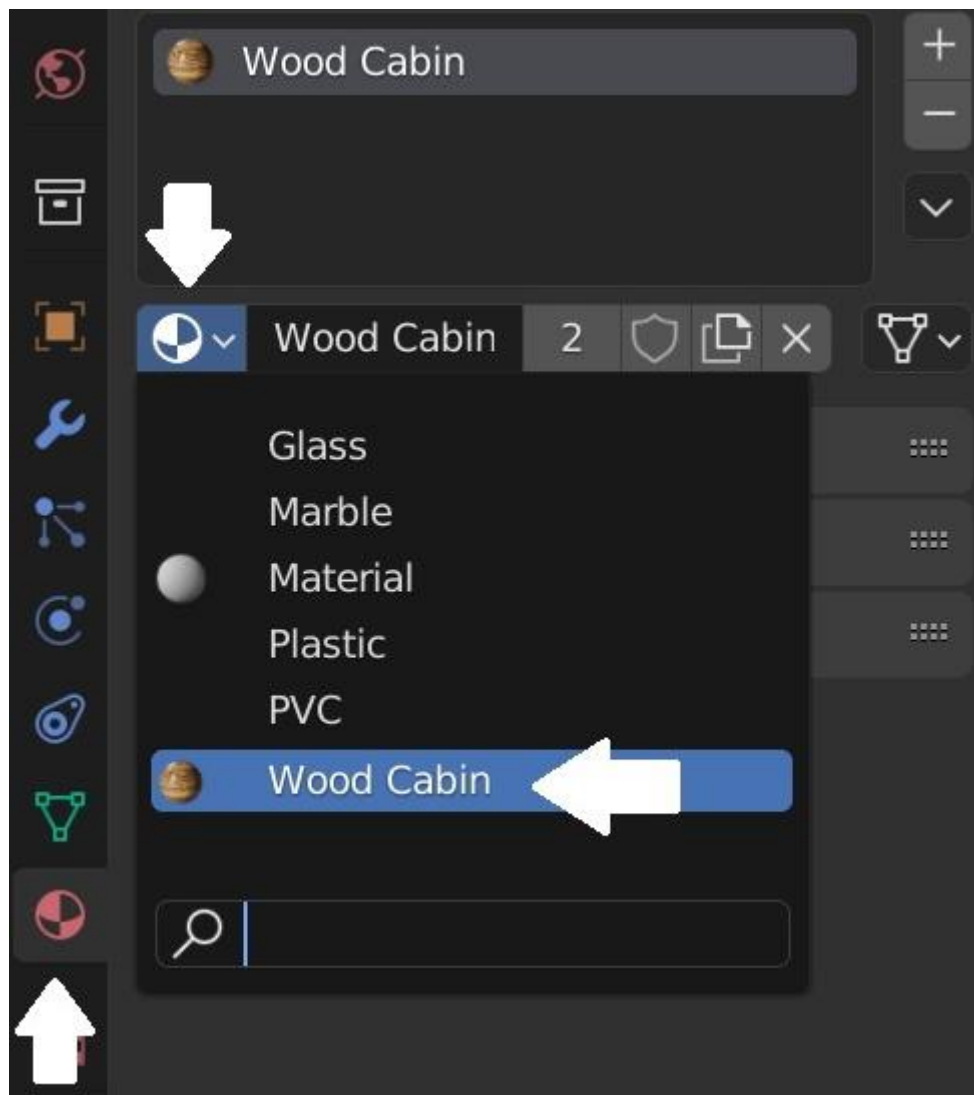 Wood Cabin
Wood Cabin 2
Glass
Marble
Material
Plastic
PVC
Wood Cabin